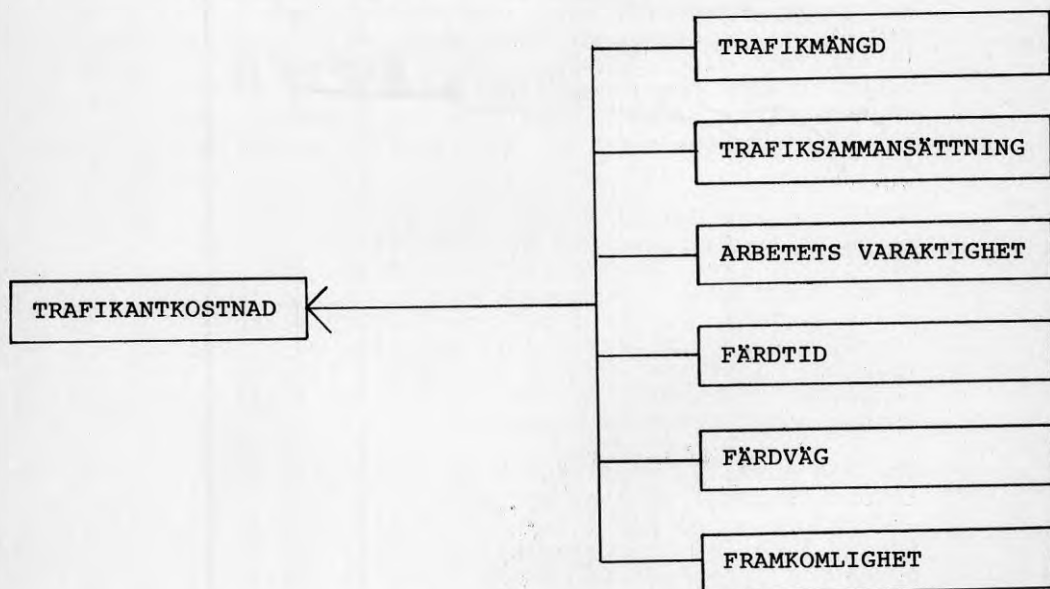 TRAFIKMÄNGD
TRAFIKSAMMANSÄTTNING
ARBETETS VARAKTIGHET
TRAFIKANTKOSTNAD
FÄRDTID
FÄRDVÄG
FRAMKOMLIGHET